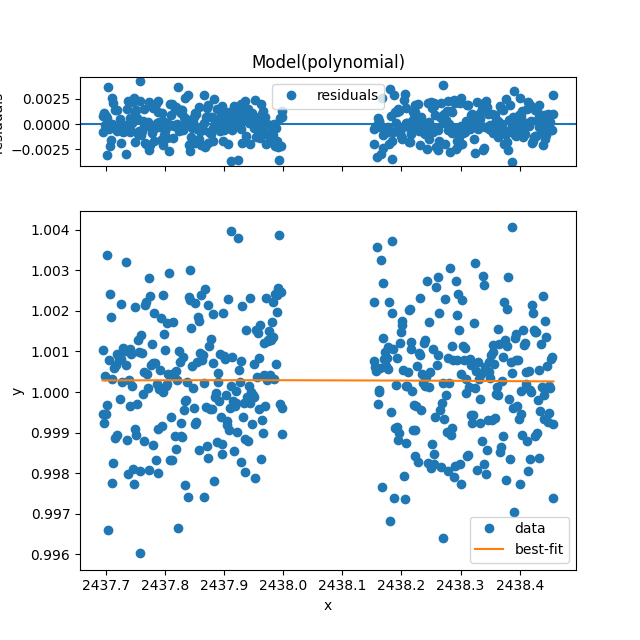 Model(polynomial)
residuals
0.0025
0.0000
−0.0025
1.004
1.003
1.002
1.001
1.000
0.999
0.998
0.997
0.996
y
data
best-fit
2437.7 2437.8 2437.9 2438.0 2438.1 2438.2 2438.3 2438.4
x